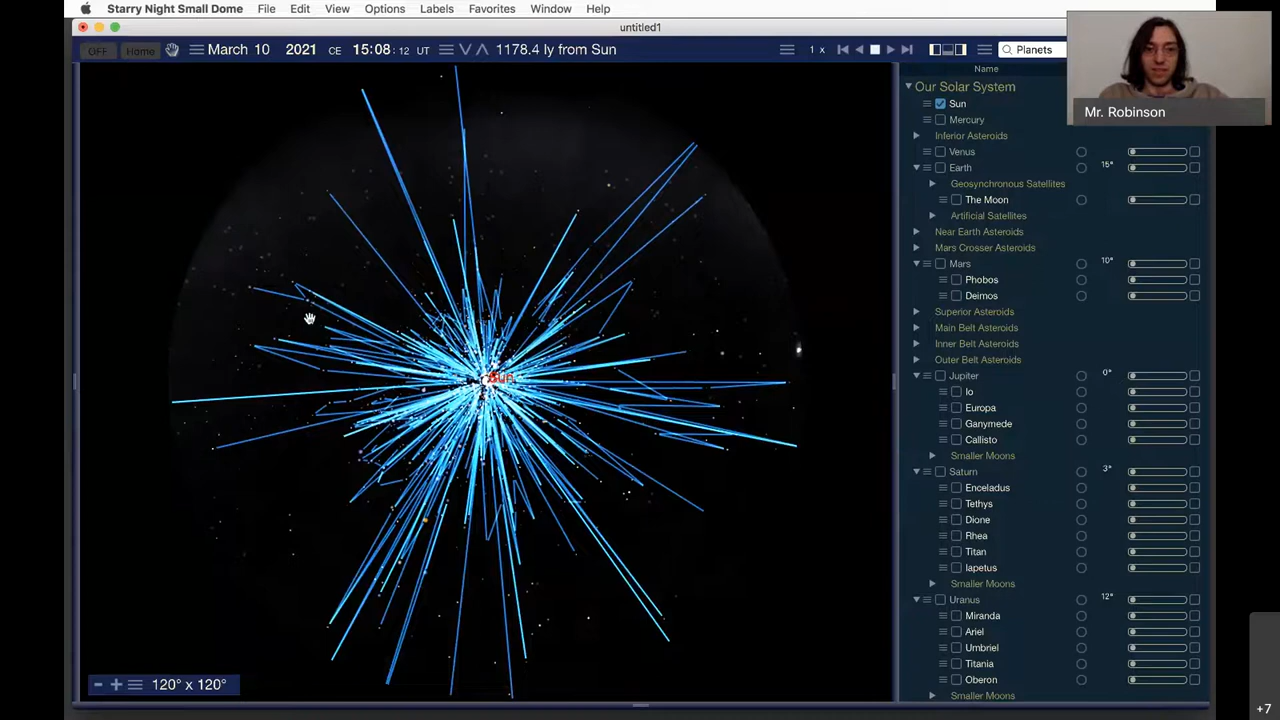 Starry Night Small Dome File Edit View Options Labels Favorites Window Help
untitled1
OFF Home March 10 2021 CE 15:08:12 UT 1178.4 ly from Sun 1 x Planets
Name
Our Solar System
Sun
Mercury
Inferior Asteroids
Venus
Earth 15°
Geosynchronous Satellites
The Moon
Artificial Satellites
Near Earth Asteroids
Mars Crosser Asteroids
Mars 10°
Phobos
Deimos
Superior Asteroids
Main Belt Asteroids
Inner Belt Asteroids
Outer Belt Asteroids
Jupiter 0°
Io
Europa
Ganymede
Callisto
Smaller Moons
Saturn 3°
Enceladus
Tethys
Dione
Rhea
Titan
Iapetus
Smaller Moons
Uranus 12°
Miranda
Ariel
Umbriel
Titania
Oberon
Smaller Moons
Mr. Robinson
Sun
120° x 120°
+7